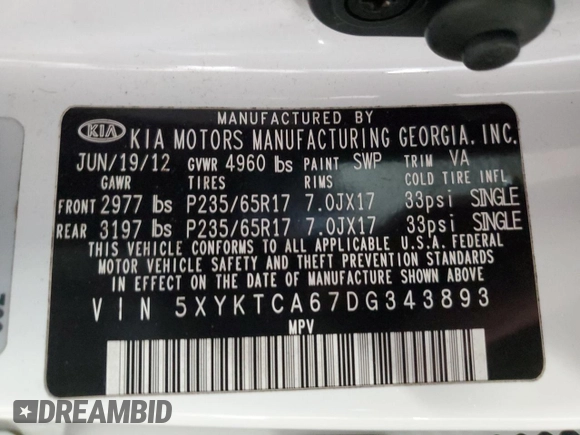 MANUFACTURED BY
KIA KIA MOTORS MANUFACTURING GEORGIA, INC.
JUN/19/12 GVWR 4960 lbs PAINT SWP TRIM VA
GAWR TIRES RIMS COLD TIRE INFL
FRONT 2977 lbs P235/65R17 7.0JX17 33psi SINGLE
REAR 3197 lbs P235/65R17 7.0JX17 33psi SINGLE
THIS VEHICLE CONFORMS TO ALL APPLICABLE U.S.A. FEDERAL
MOTOR VEHICLE SAFETY AND THEFT PREVENTION STANDARDS
IN EFFECT ON THE DATE OF MANUFACTURE SHOWN ABOVE.
VIN 5XYKTCA67DG343893
MPV
DREAMBID